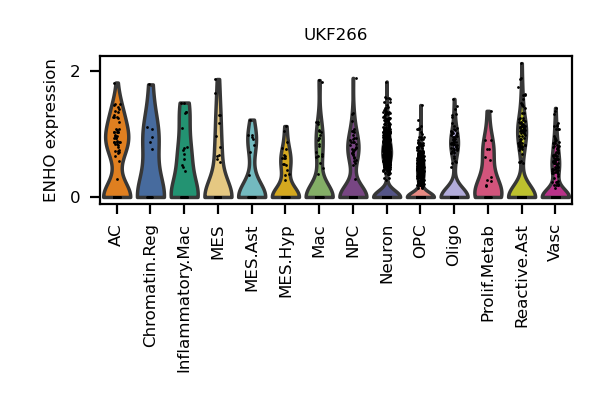 UKF266
ENHO expression
2
0
AC
Chromatin.Reg
Inflammatory.Mac
MES
MES.Ast
MES.Hyp
Mac
NPC
Neuron
OPC
Oligo
Prolif.Metab
Reactive.Ast
Vasc